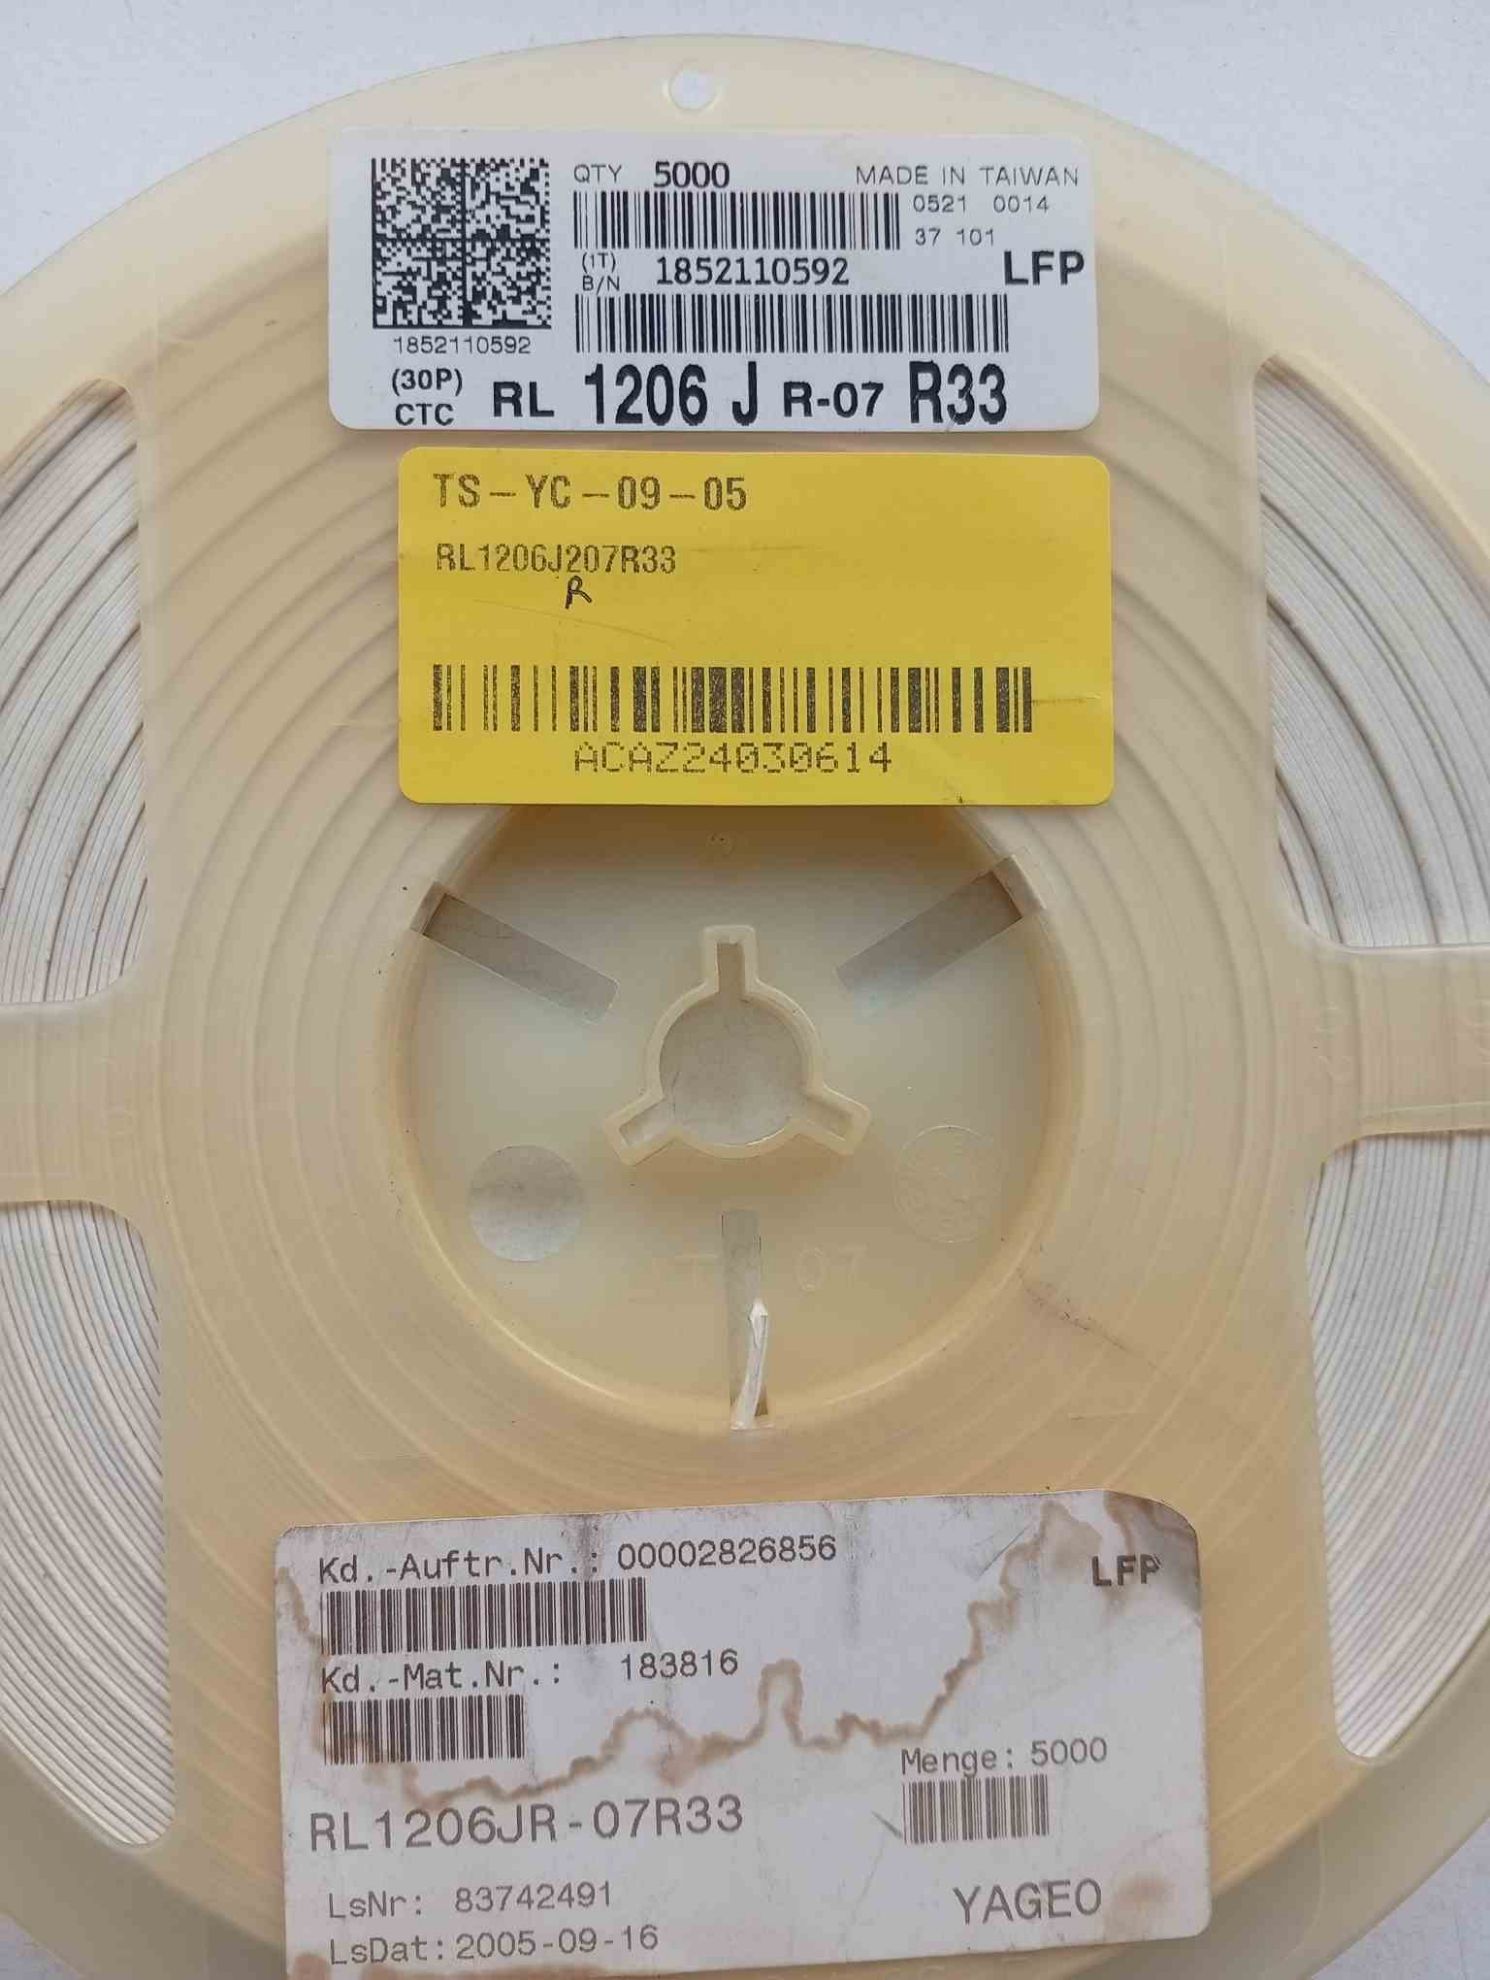 QTY 5000 MADE IN TAIWAN
0521 0014
37 101
(1T) B/N 1852110592 LFP
1852110592
(30P) CTC RL 1206 J R-07 R33
TS-YC-09-05
RL1206J207R33
R
ACAZ24030614
07
Kd.-Auftr.Nr.: 00002826856
LFP
Kd.-Mat.Nr.: 183816
Menge: 5000
RL1206JR-07R33
LsNr: 83742491
YAGEO
LsDat: 2005-09-16